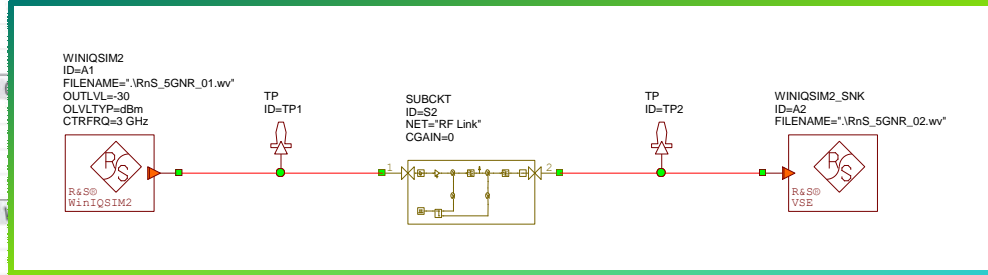 WINIQSIM2
ID=A1
FILENAME=".\RnS_5GNR_01.wv"
OUTLVL=-30
OLVLTYP=dBm
CTRFRQ=3 GHz
TP
ID=TP1
SUBCKT
ID=S2
NET="RF Link"
CGAIN=0
TP
ID=TP2
WINIQSIM2_SNK
ID=A2
FILENAME=".\RnS_5GNR_02.wv"
R S
R&S®
WinIQSIM2
1
2
R S
R&S®
VSE